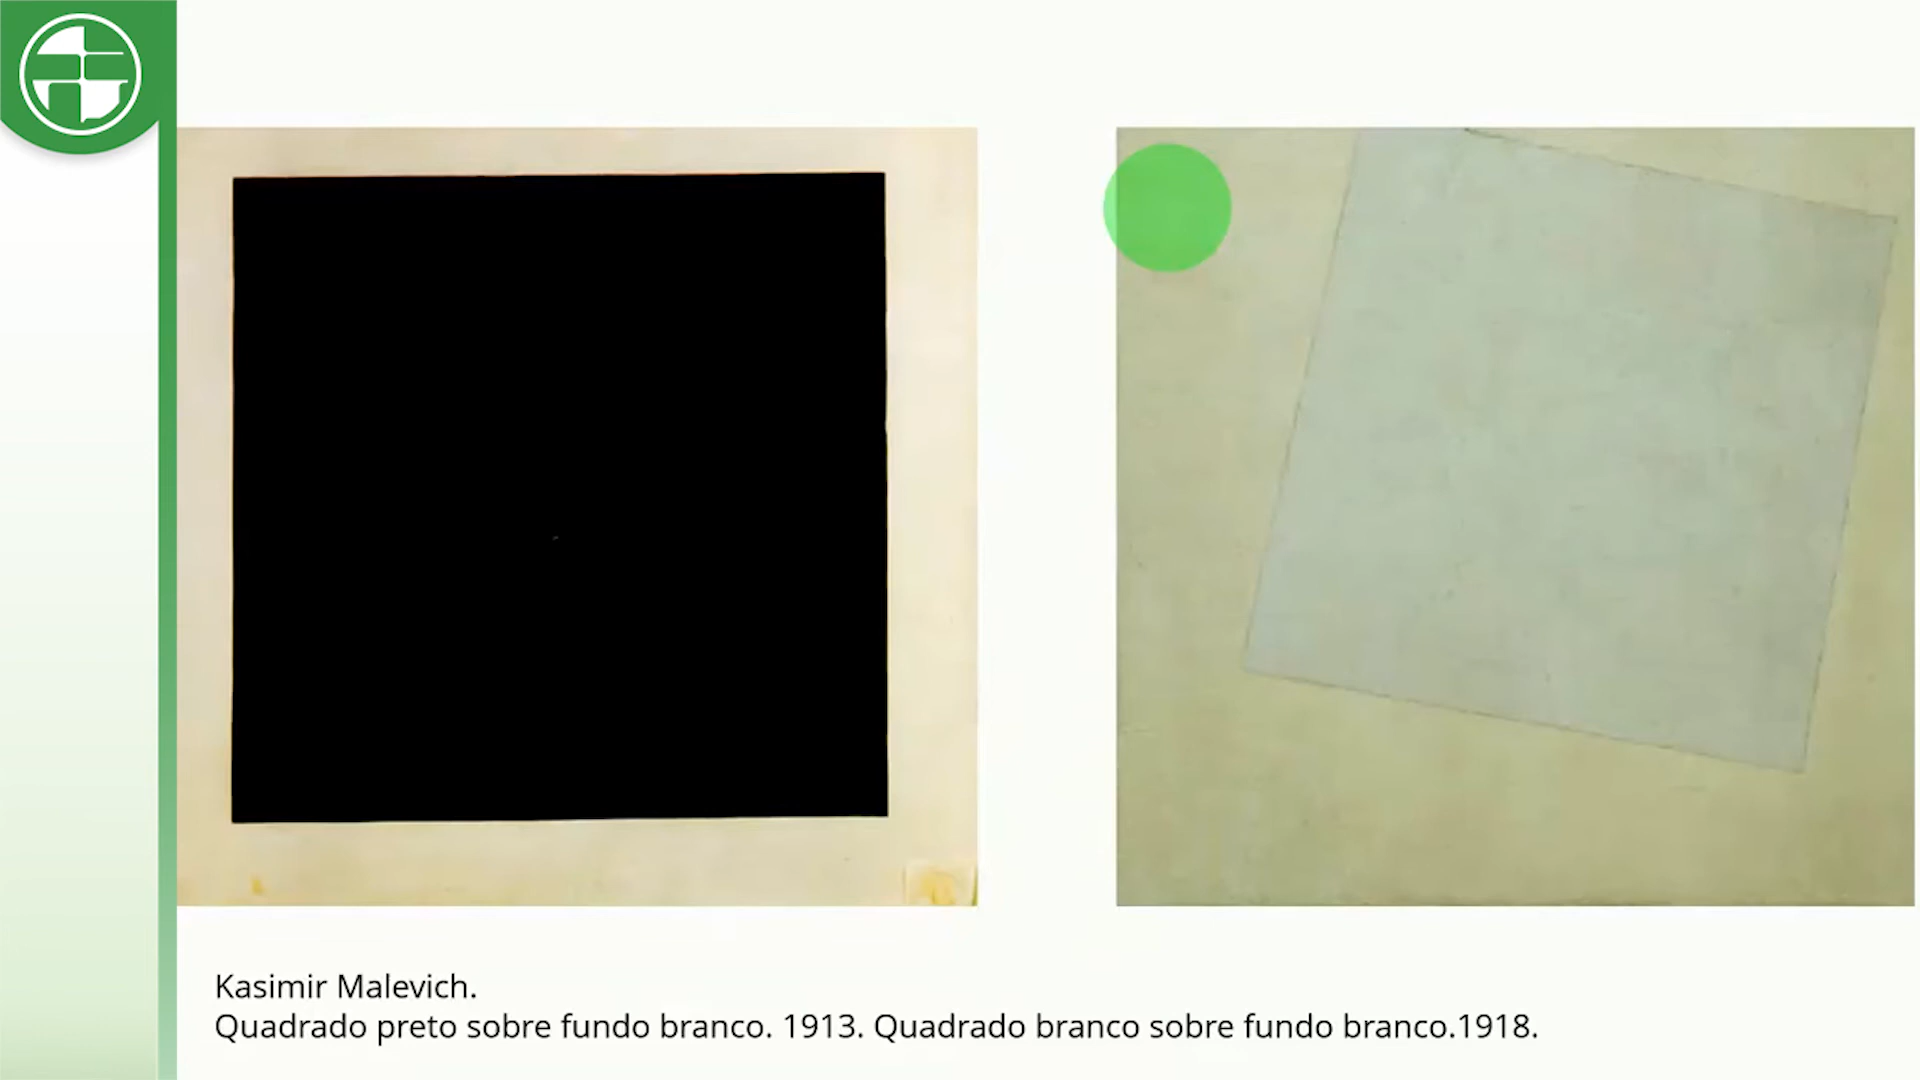 Kasimir Malevich.
Quadrado preto sobre fundo branco. 1913. Quadrado branco sobre fundo branco.1918.